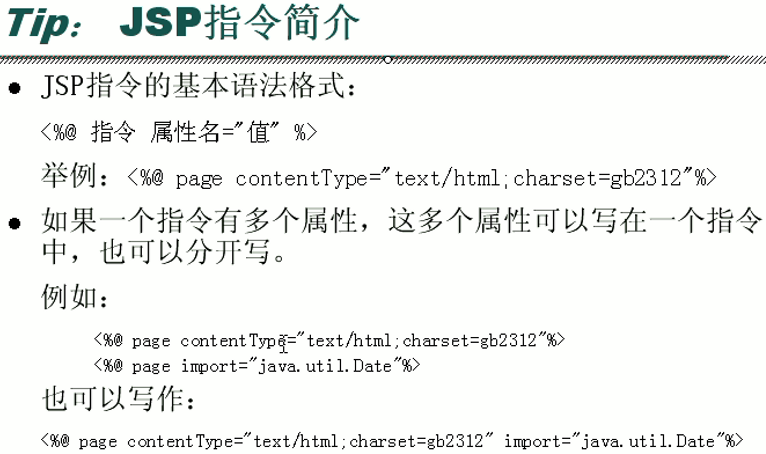 Tip： JSP指令简介
● JSP指令的基本语法格式：
<%@ 指令 属性名="值" %>
举例：<%@ page contentType="text/html;charset=gb2312"%>
● 如果一个指令有多个属性，这多个属性可以写在一个指令
中，也可以分开写。
例如：
<%@ page contentType="text/html;charset=gb2312"%>
<%@ page import="java.util.Date"%>
也可以写作：
<%@ page contentType="text/html;charset=gb2312" import="java.util.Date"%>